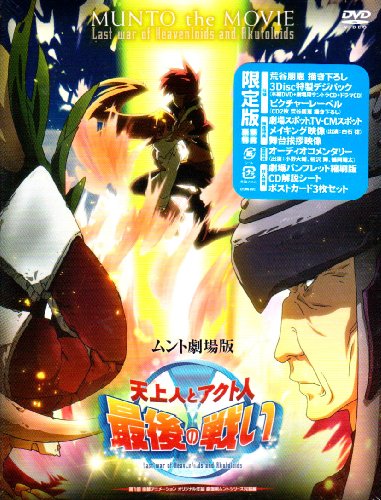 MUNTO the MOVIE
Last war of Heavenloids and Akutoloids
DVD
VIDEO
限定版
荒谷朋恵 描き下ろし
3Disc特製デジパック
ピクチャーレーベル
劇場スポット、TV-CMスポット
メイキング映像
舞台挨拶映像
オーディオコメンタリー
劇場パンフレット縮刷版
CD解説シート
ポストカード3枚セット
ムント劇場版
天上人とアクト人
最後の戦い
Last war of Heavenloids and Akutoloids